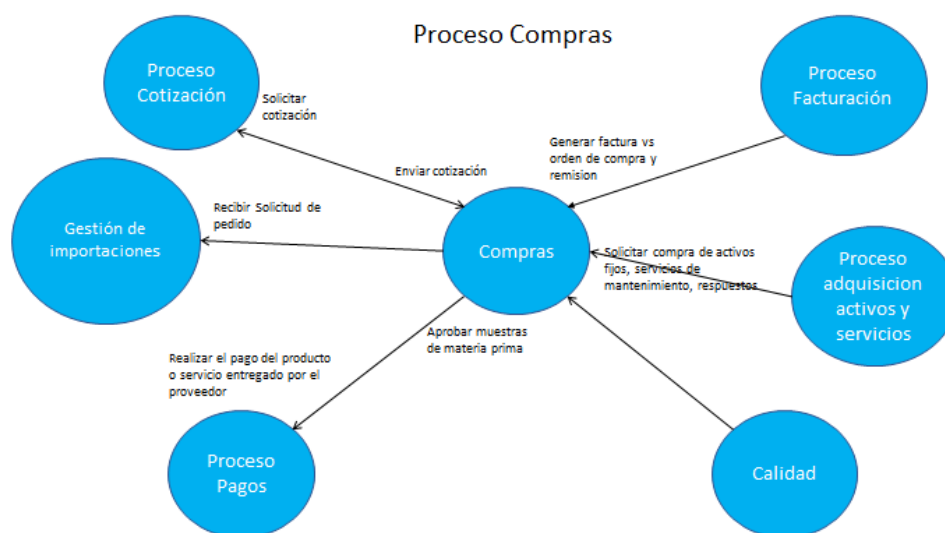 Proceso Compras
Proceso
Cotización
Solicitar
cotización
Enviar cotización
Proceso
Facturación
Generar factura vs
orden de compra y
remision
Gestión de
importaciones
Recibir Solicitud de
pedido
Compras
Solicitar compra de activos
fijos, servicios de
mantenimiento, respuestos
Proceso
adquisicion
activos y
servicios
Aprobar muestras
de materia prima
Realizar el pago del producto
o servicio entregado por el
proveedor
Proceso
Pagos
Calidad